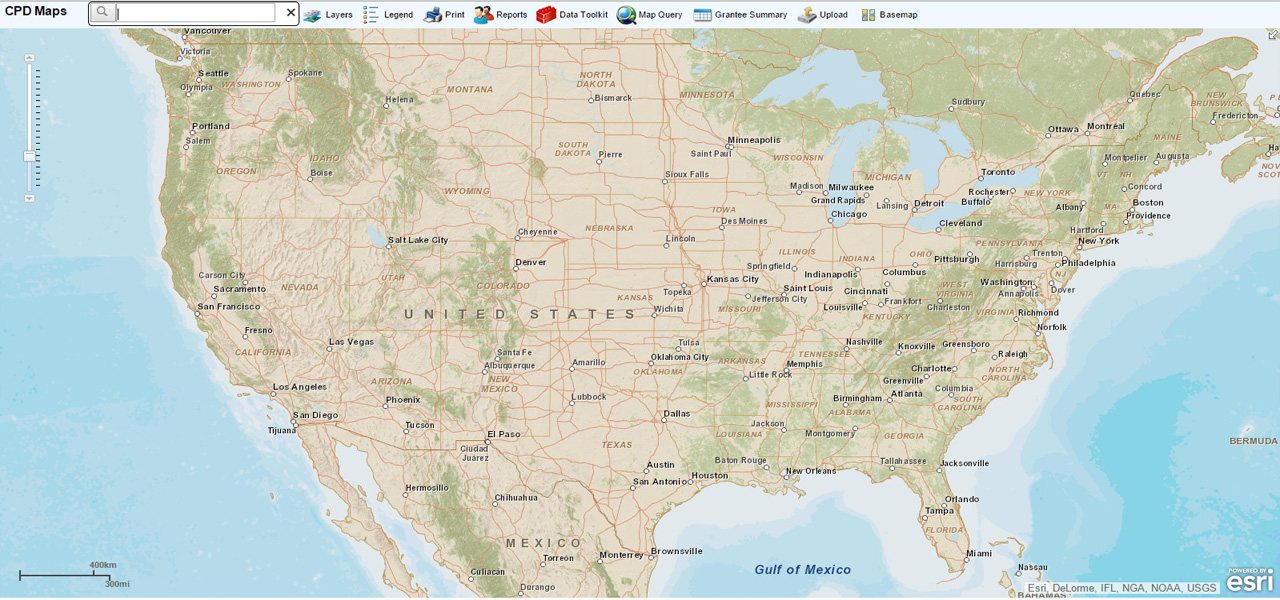 CPD Maps
Layers
Legend
Print
Reports
Data Toolkit
Map Query
Grantee Summary
Upload
Basemap
Vancouver
Victoria
Seattle
Spokane
WASHINGTON
Olympia
Helena
MONTANA
NORTH
DAKOTA
Bismarck
MINNESOTA
Sudbury
Quebec
NEW
BRUNSWICK
Fredericton
Portland
Salem
Ottawa
Montréal
MAINE
Minneapolis
Saint Paul
SOUTH
DAKOTA
Pierre
WISCONSIN
IDAHO
OREGON
Boise
WYOMING
Sioux Falls
MICHIGAN
Toronto
Montpelier
Augusta
VT
NH
Madison
Milwaukee
Grand Rapids
Lansing
Detroit
Rochester
Buffalo
NEW YORK
Concord
Albany
MA
Boston
Providence
Chicago
IOWA
Des Moines
Cleveland
Hartford
New York
Salt Lake City
Cheyenne
NEBRASKA
Lincoln
ILLINOIS
INDIANA
OHIO
PENNSYLVANIA
Pittsburgh
Harrisburg
Trenton
Philadelphia
NJ
Denver
Carson City
Sacramento
NEVADA
UTAH
COLORADO
Kansas City
Topeka
Springfield
Indianapolis
Columbus
Saint Louis
Cincinnati
Jefferson City
WEST
VIRGINIA
Washington
Annapolis
Dover
KANSAS
MISSOURI
Louisville
Frankfort
Charleston
San Francisco
UNITED STATES
Wichita
KENTUCKY
VIRGINIA
Richmond
Norfolk
Fresno
CALIFORNIA
Las Vegas
Santa Fe
Albuquerque
Amarillo
Tulsa
Oklahoma City
OKLAHOMA
ARKANSAS
Little Rock
Nashville
TENNESSEE
Memphis
Knoxville
Greensboro
Raleigh
NORTH
CAROLINA
Charlotte
Greenville
Los Angeles
ARIZONA
NEW
MEXICO
Phoenix
Lubbock
MISSISSIPPI
Birmingham
ALABAMA
Atlanta
Columbia
SOUTH
CAROLINA
San Diego
Tijuana
Tucson
Dallas
El Paso
Ciudad
Juárez
TEXAS
LOUISIANA
Jackson
Montgomery
GEORGIA
BERMUDA
Austin
San Antonio
Houston
Baton Rouge
New Orleans
Tallahassee
Jacksonville
Hermosillo
Chihuahua
Orlando
Tampa
FLORIDA
MEXICO
Torreón
Monterrey
Brownsville
Miami
Culiacán
Durango
Gulf of Mexico
Nassau
BAHAMAS
400km
300mi
Esri, DeLorme, IFL, NGA, NOAA, USGS
POWERED BY
esri